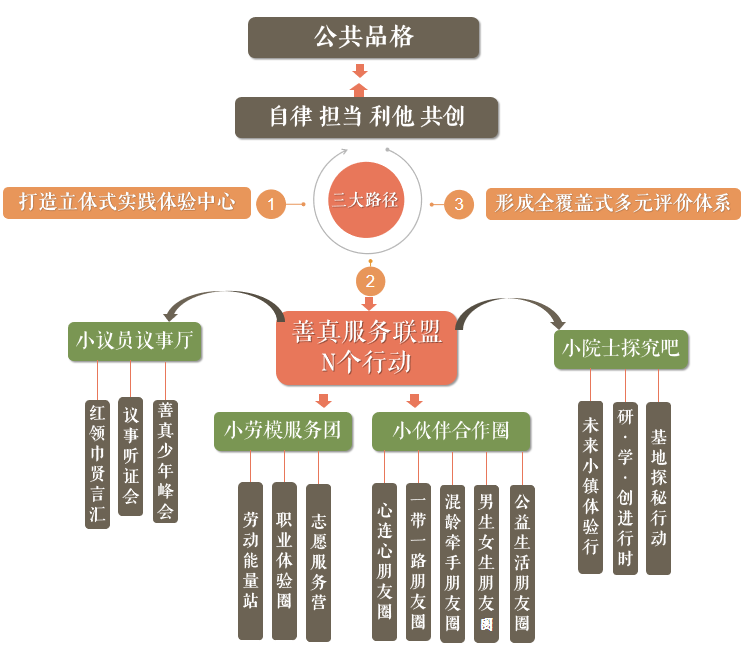 公共品格
自律 担当 利他 共创
三大路径
打造立体式实践体验中心
1
3
形成全覆盖式多元评价体系
2
善真服务联盟
N个行动
小议员议事厅
小院士探究吧
小劳模服务团
小伙伴合作圈
红领巾贤言汇
议事听证会
善真少年峰会
劳动能量站
职业体验圈
志愿服务营
心连心朋友圈
一带一路朋友圈
混龄牵手朋友圈
男生女生朋友圈
公益生活朋友圈
未来小镇体验行
研·学·创进行时
基地探秘行动